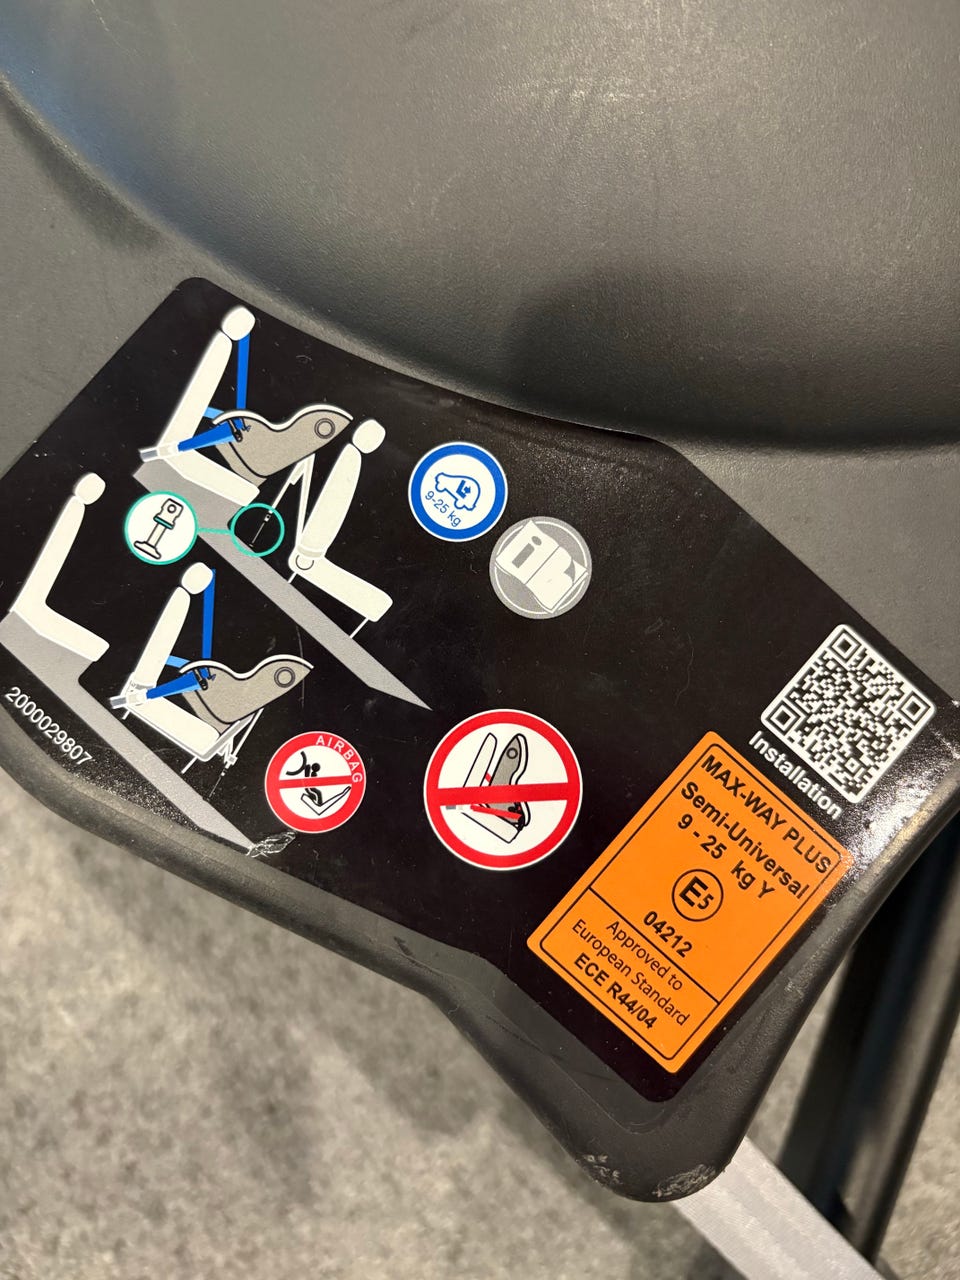 9-25 kg
i
2000029807
AIRBAG
Installation
MAX-WAY PLUS
Semi-Universal
9 - 25 kg Y
E5
04212
Approved to
European Standard
ECE R44/04